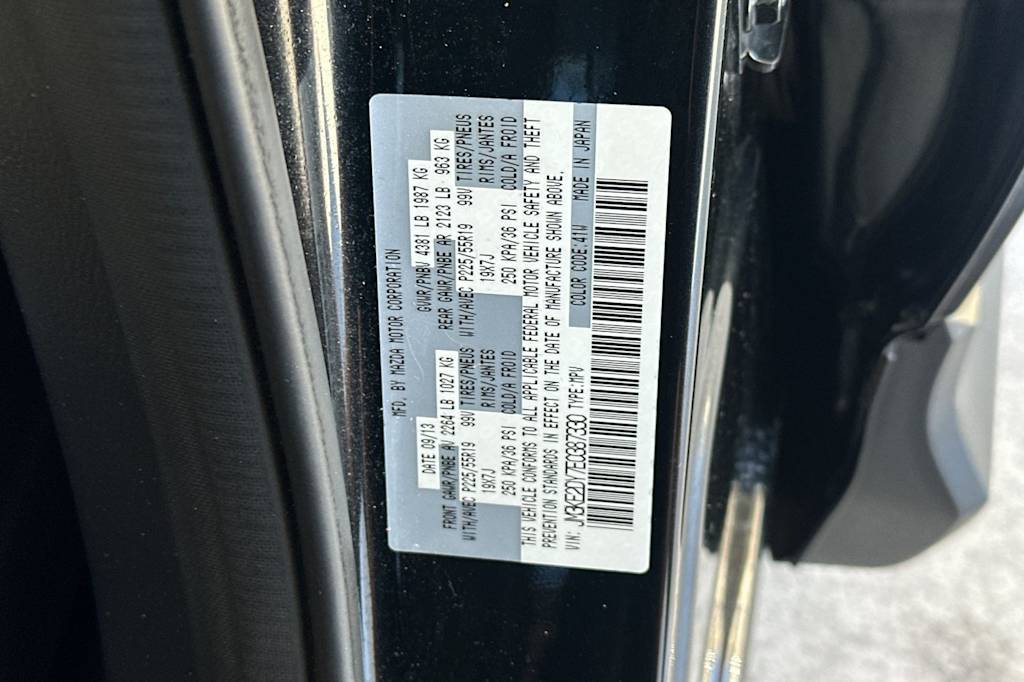 MFD. BY MAZDA MOTOR CORPORATION
DATE 09/13 GVWR/PNBV 4381 LB 1987 KG
FRONT GAWR/PNBE AV 2264 LB 1027 KG REAR GAWR/PNBE AR 2123 LB 963 KG
WITH/AVEC P225/55R19 99V TIRES/PNEUS WITH/AVEC P225/55R19 99V TIRES/PNEUS
19X7J RIMS/JANTES 19X7J RIMS/JANTES
250 KPA/36 PSI COLD/A FROID 250 KPA/36 PSI COLD/A FROID
THIS VEHICLE CONFORMS TO ALL APPLICABLE FEDERAL MOTOR VEHICLE SAFETY AND THEFT
PREVENTION STANDARDS IN EFFECT ON THE DATE OF MANUFACTURE SHOWN ABOVE.
VIN: JM3KE2DY7E0387330 TYPE:MPV COLOR CODE:41W MADE IN JAPAN